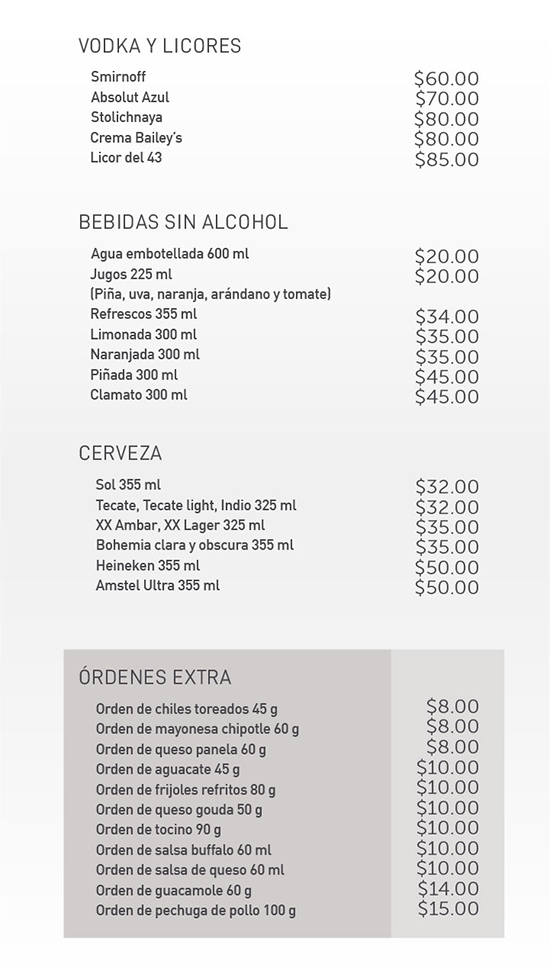 VODKA Y LICORES
Smirnoff $60.00
Absolut Azul $70.00
Stolichnaya $80.00
Crema Bailey's $80.00
Licor del 43 $85.00
BEBIDAS SIN ALCOHOL
Agua embotellada 600 ml $20.00
Jugos 225 ml $20.00
(Piña, uva, naranja, arándano y tomate)
Refrescos 355 ml $34.00
Limonada 300 ml $35.00
Naranjada 300 ml $35.00
Piñada 300 ml $45.00
Clamato 300 ml $45.00
CERVEZA
Sol 355 ml $32.00
Tecate, Tecate light, Indio 325 ml $32.00
XX Ambar, XX Lager 325 ml $35.00
Bohemia clara y obscura 355 ml $35.00
Heineken 355 ml $50.00
Amstel Ultra 355 ml $50.00
ÓRDENES EXTRA
Orden de chiles toreados 45 g $8.00
Orden de mayonesa chipotle 60 g $8.00
Orden de queso panela 60 g $8.00
Orden de aguacate 45 g $10.00
Orden de frijoles refritos 80 g $10.00
Orden de queso gouda 50 g $10.00
Orden de tocino 90 g $10.00
Orden de salsa buffalo 60 ml $10.00
Orden de salsa de queso 60 ml $10.00
Orden de guacamole 60 g $14.00
Orden de pechuga de pollo 100 g $15.00